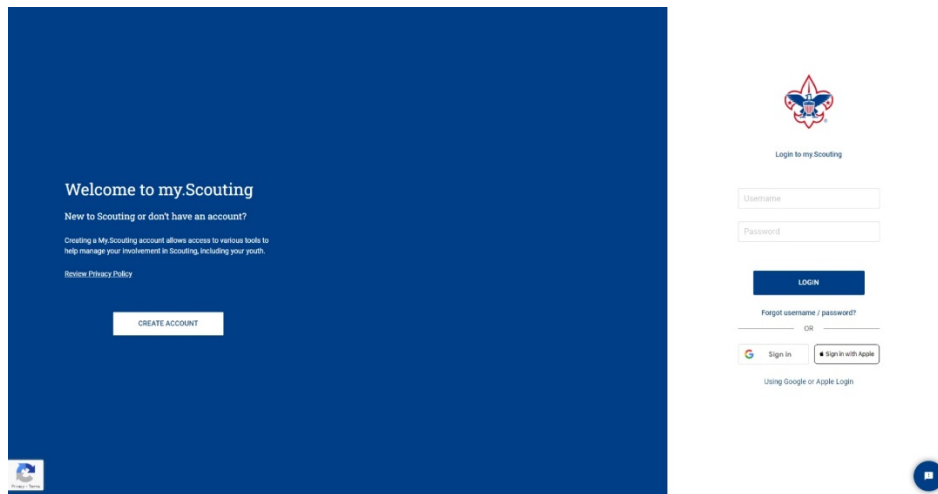 Welcome to my.Scouting
New to Scouting or don't have an account?
Creating a My.Scouting account allows access to various tools to
help manage your involvement in Scouting, including your youth.
Review Privacy Policy
CREATE ACCOUNT
Privacy - Terms
Login to my.Scouting
Username
Password
LOGIN
Forgot username / password?
OR
Sign in
Sign in with Apple
Using Google or Apple Login